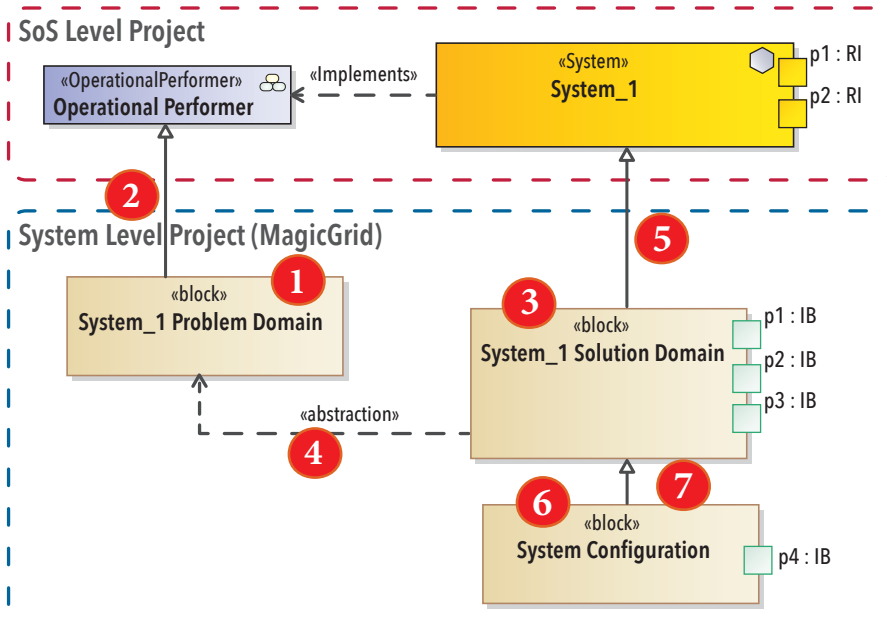 SoS Level Project
«OperationalPerformer»
Operational Performer
«Implements»
«System»
System_1
p1 : RI
p2 : RI
2
System Level Project (MagicGrid)
5
1
«block»
System_1 Problem Domain
3
«block»
System_1 Solution Domain
p1 : IB
p2 : IB
p3 : IB
«abstraction»
4
6
7
«block»
System Configuration
p4 : IB